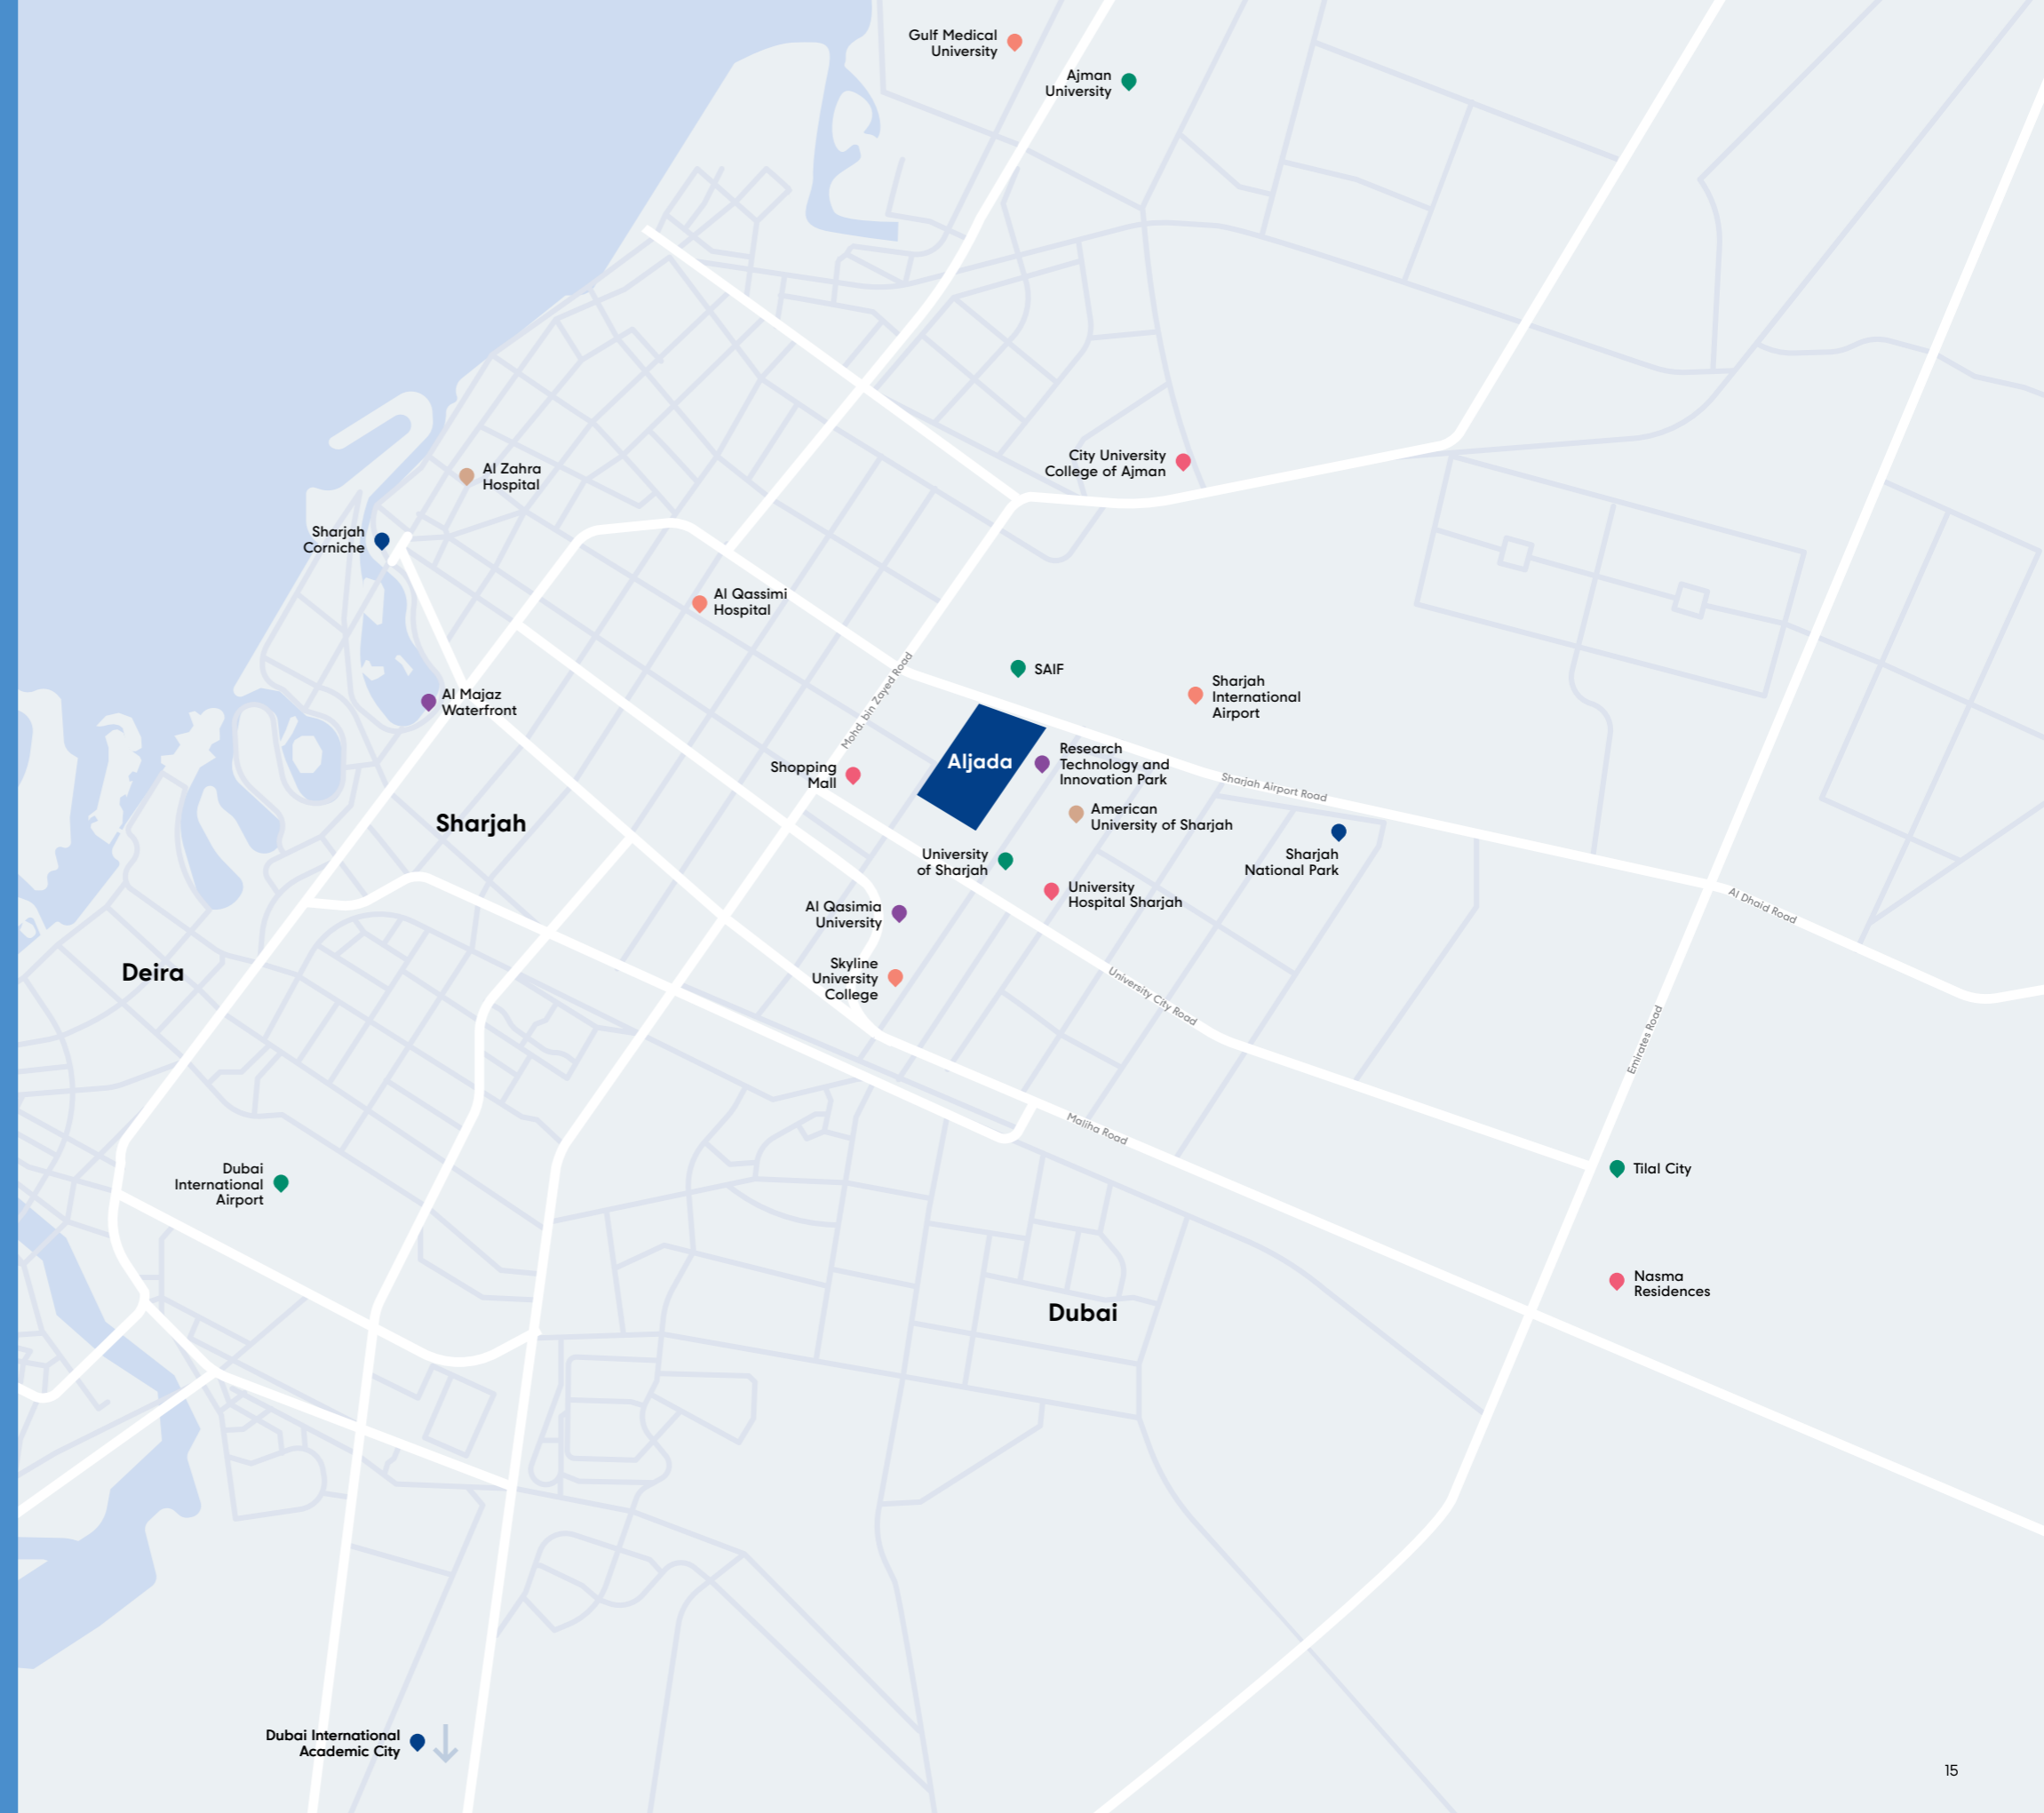 Gulf Medical
University
Ajman
University
City University
College of Ajman
Al Zahra
Hospital
Sharjah
Corniche
Al Qassimi
Hospital
Mohd. bin Zayed Road
SAIF
Sharjah
International
Airport
Al Majaz
Waterfront
Aljada
Research
Technology and
Innovation Park
Shopping
Mall
Sharjah Airport Road
American
University of Sharjah
Sharjah
Sharjah
National Park
University
of Sharjah
University
Hospital Sharjah
Al Dhaid Road
Al Qasimia
University
Deira
Skyline
University
College
University City Road
Emirates Road
Maliha Road
Dubai
International
Airport
Tilal City
Nasma
Residences
Dubai
Dubai International
Academic City
15